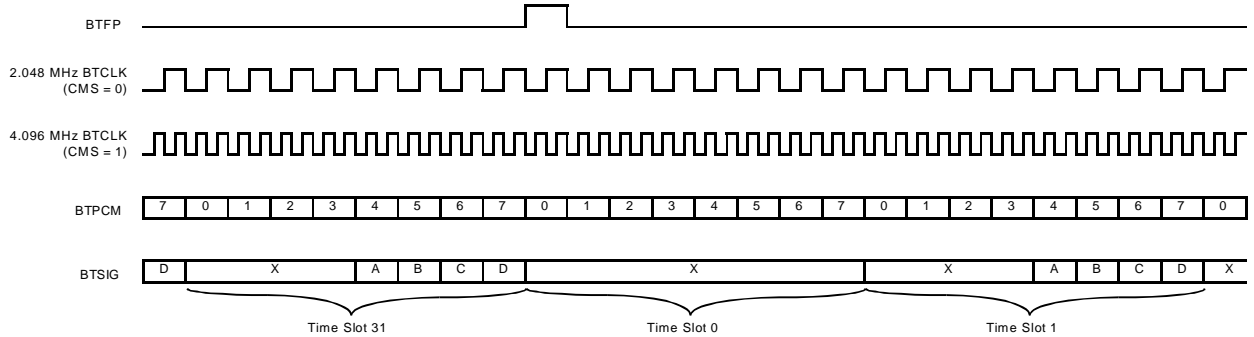 BTFP
2.048 MHz BTCLK
(CMS = 0)
4.096 MHz BTCLK
(CMS = 1)
BTPCM 7 0 1 2 3 4 5 6 7 0 1 2 3 4 5 6 7 0 1 2 3 4 5 6 7 0
BTSIG D X A B C D X X A B C D X
Time Slot 31 Time Slot 0 Time Slot 1